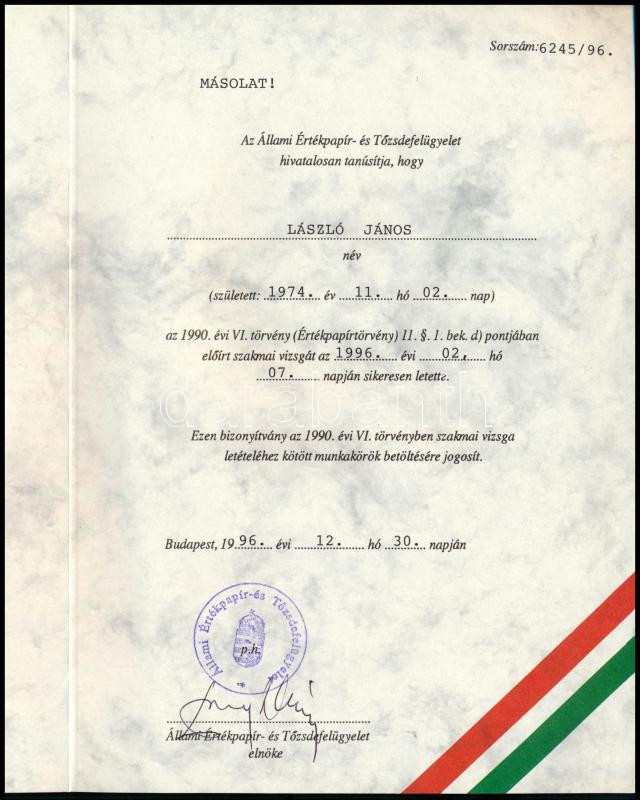 Sorszám:6245/96.
MÁSOLAT!
Az Állami Értékpapír- és Tőzsdefelügyelet
hivatalosan tanúsítja, hogy
LÁSZLÓ JÁNOS
név
(született: 1974. év 11. hó 02. nap)
az 1990. évi VI. törvény (Értékpapírtörvény) 11. §. 1. bek. d) pontjában
előírt szakmai vizsgát az 1996. évi 02. hó
07. napján sikeresen letette.
darabanth
Ezen bizonyítvány az 1990. évi VI. törvényben szakmai vizsga
letételéhez kötött munkakörök betöltésére jogosít.
Budapest, 1996. évi 12. hó 30. napján
Állami Értékpapír-és Tőzsdefelügyelet
p.h.
Állami Értékpapír- és Tőzsdefelügyelet
elnöke